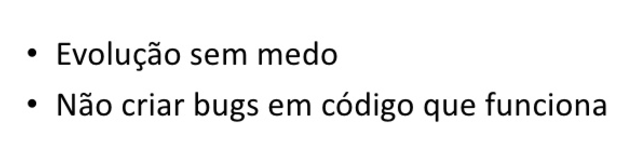 • Evolução sem medo
• Não criar bugs em código que funciona